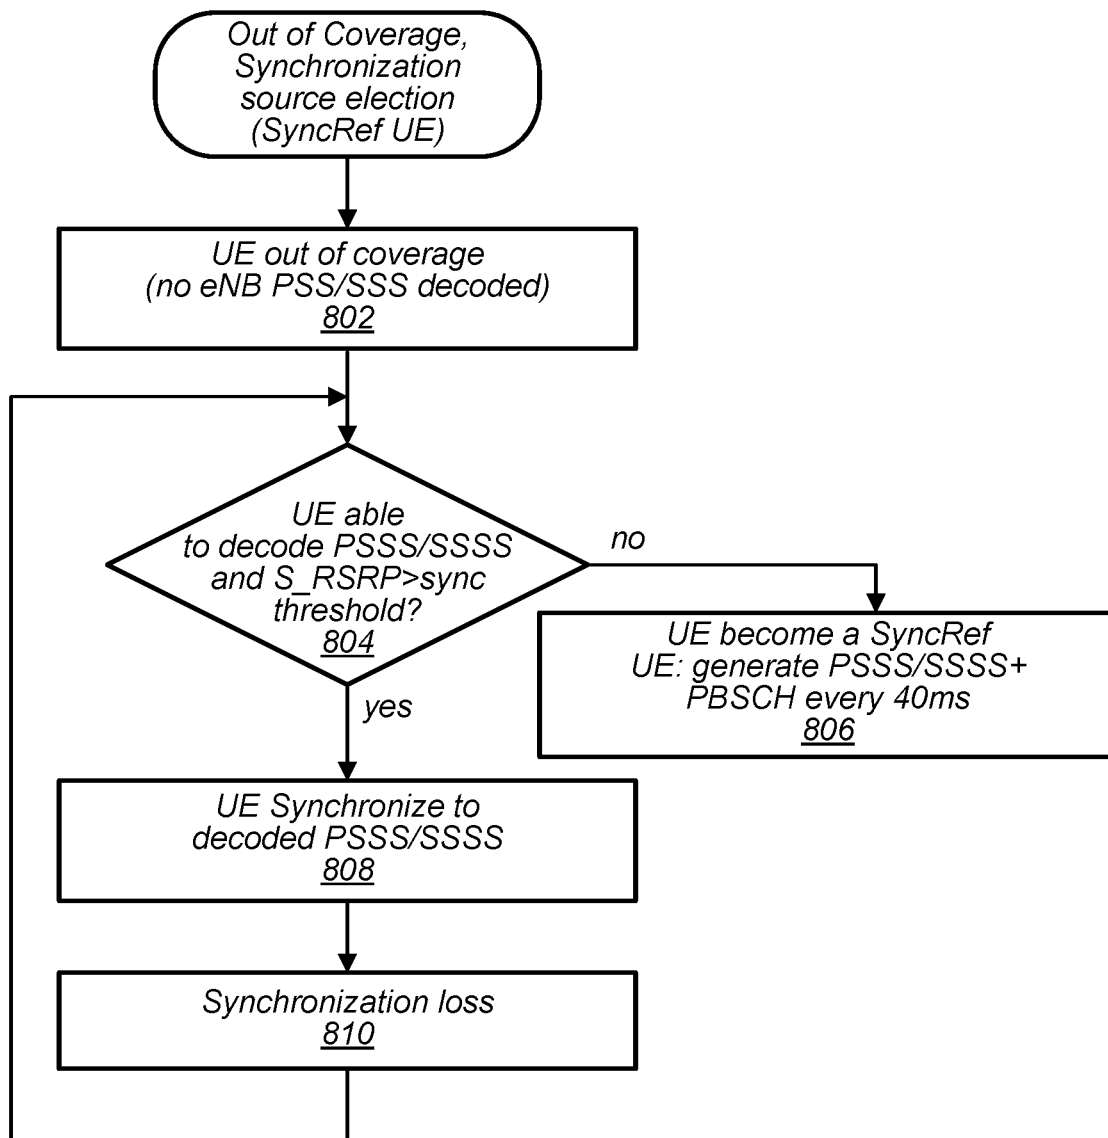 Out of Coverage,
Synchronization
source election
(SyncRef UE)
UE out of coverage
(no eNB PSS/SSS decoded)
802
UE able
to decode PSSS/SSSS
and S_RSRP>sync
threshold?
804
no
UE become a SyncRef
UE: generate PSSS/SSSS+
PBSCH every 40ms
806
yes
UE Synchronize to
decoded PSSS/SSSS
808
Synchronization loss
810